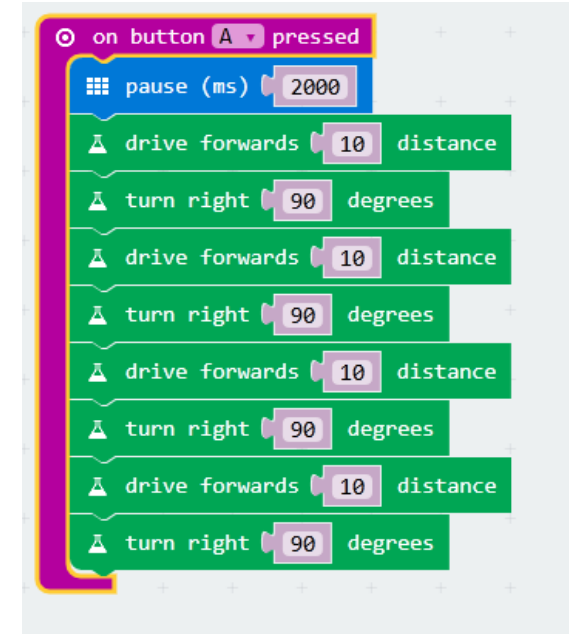 on button A pressed
pause (ms) 2000
drive forwards 10 distance
turn right 90 degrees
drive forwards 10 distance
turn right 90 degrees
drive forwards 10 distance
turn right 90 degrees
drive forwards 10 distance
turn right 90 degrees